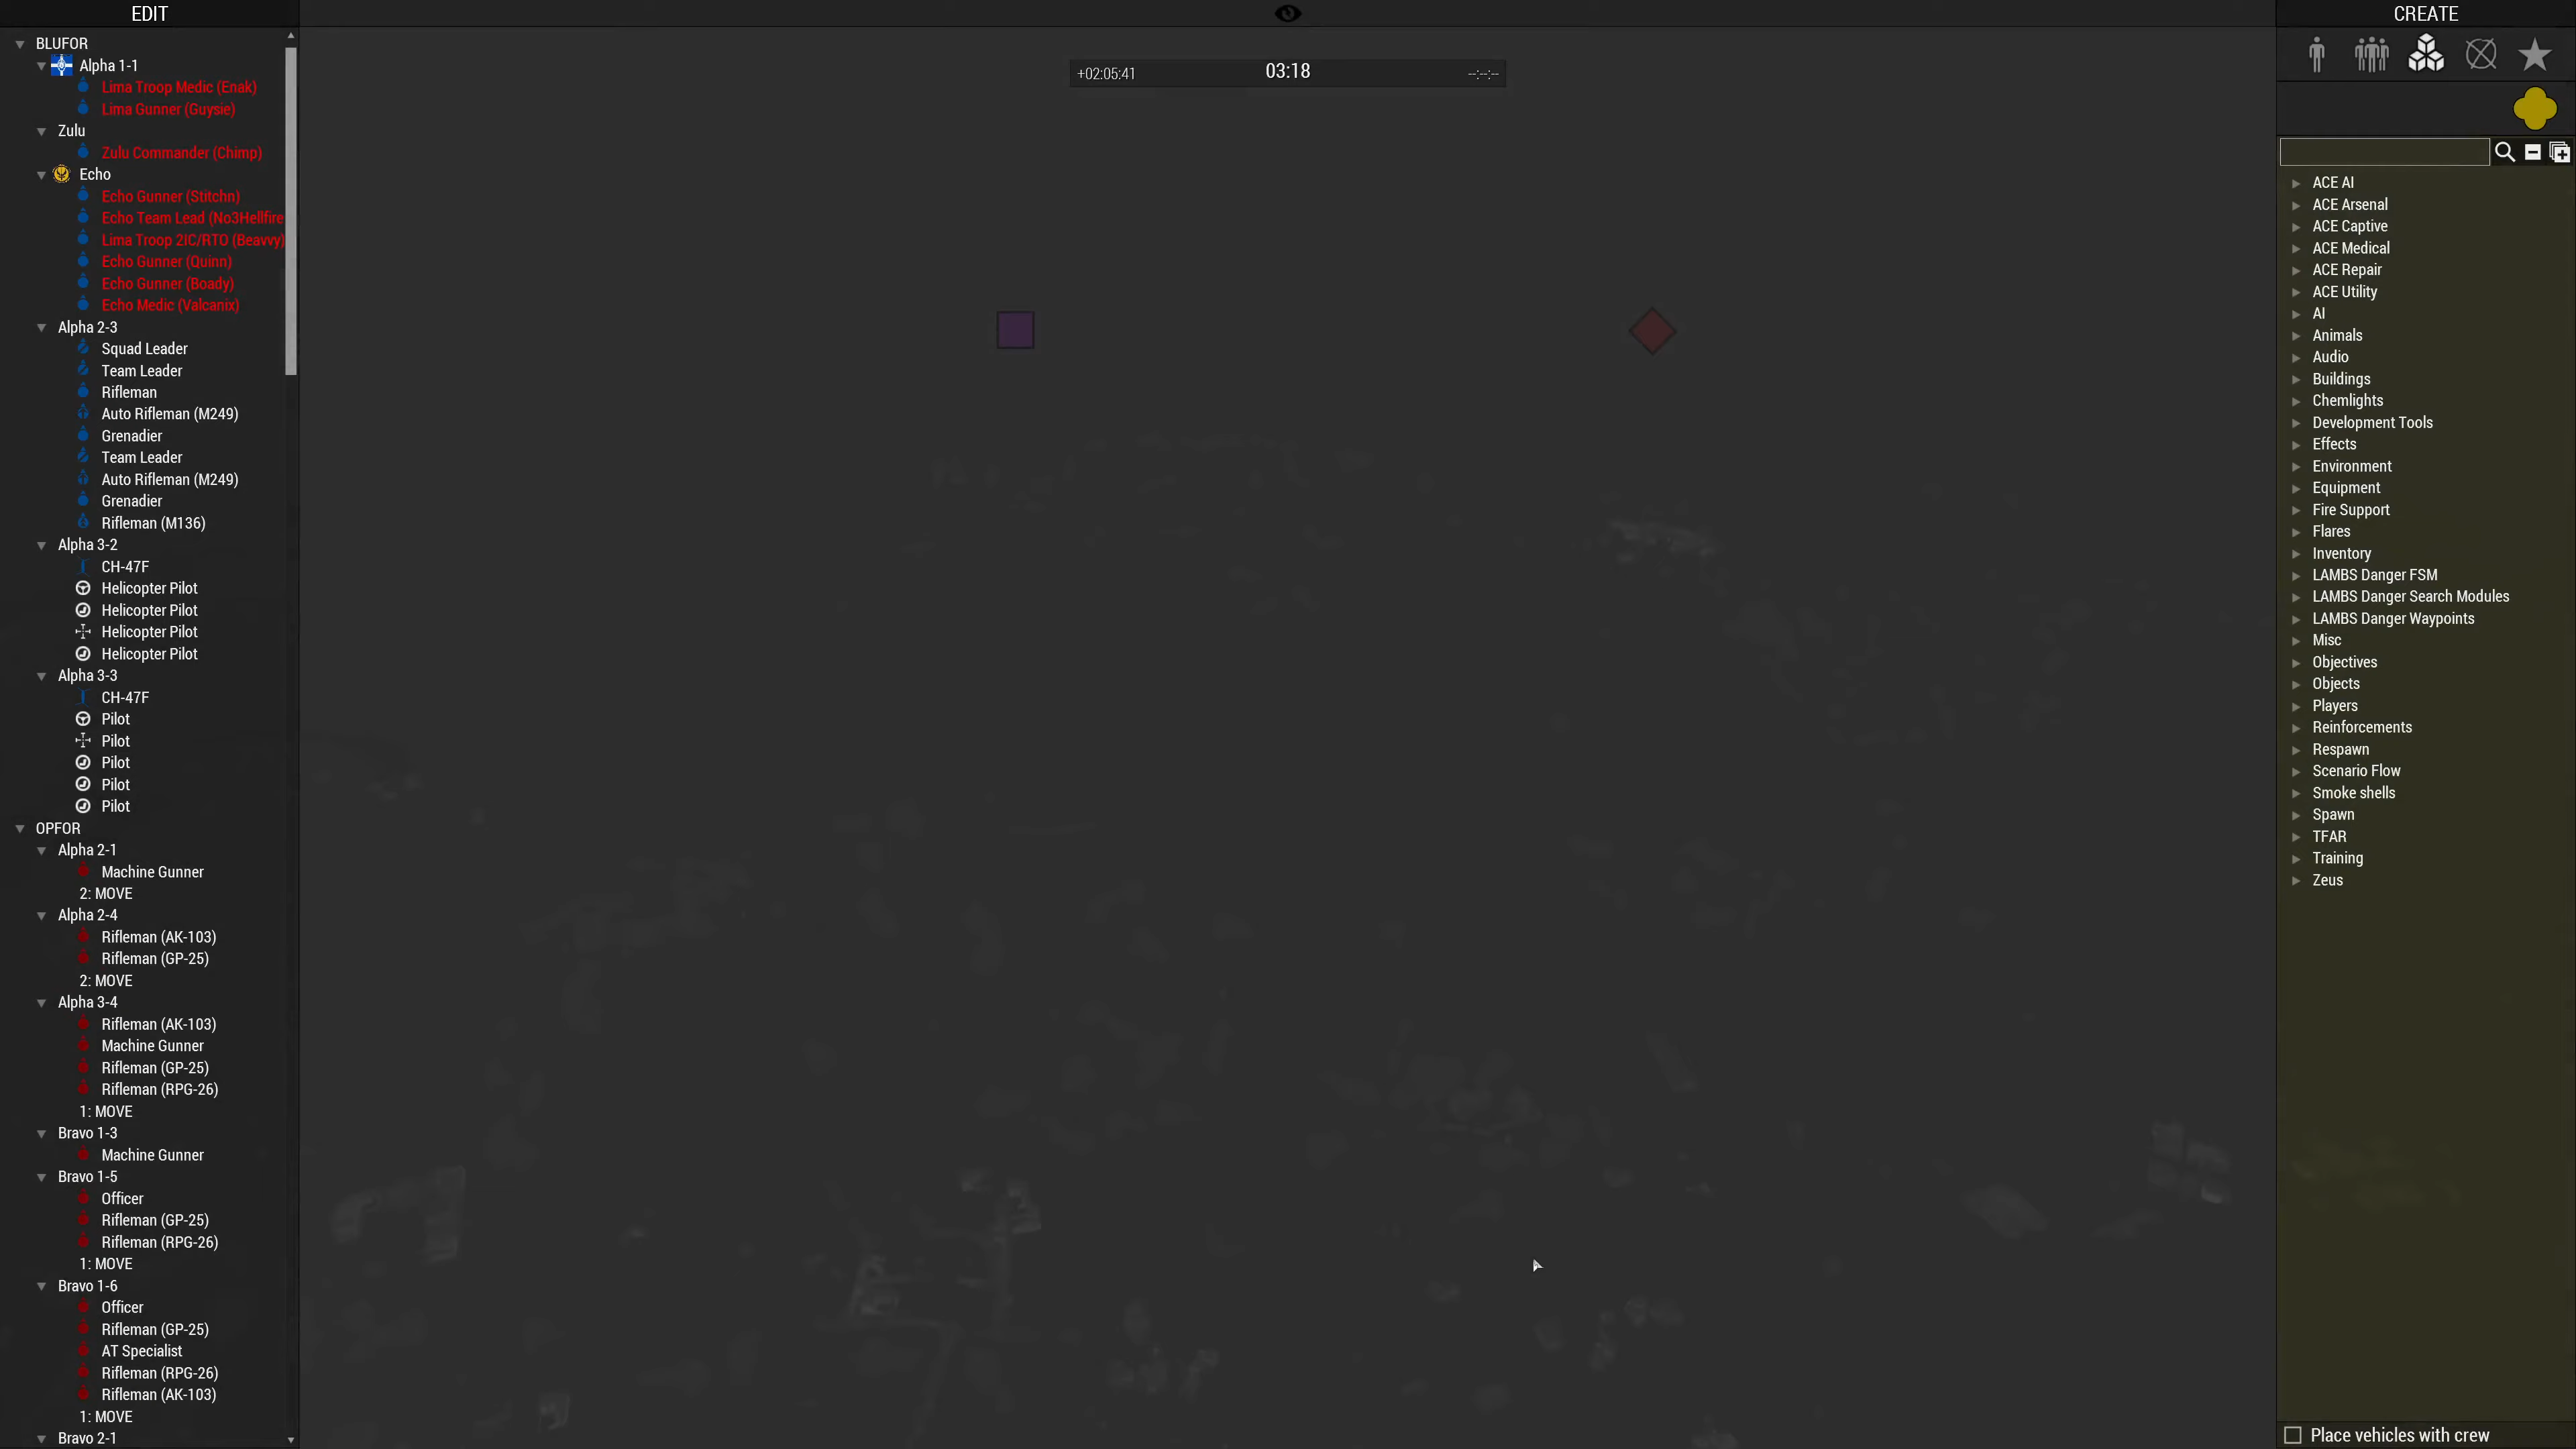 EDIT
BLUFOR
Alpha 1-1
Lima Troop Medic (Enak)
Lima Gunner (Guysie)
Zulu
Zulu Commander (Chimp)
Echo
Echo Gunner (Stitchn)
Echo Team Lead (No3Hellfire
Lima Troop 2IC/RTO (Beavvy)
Echo Gunner (Quinn)
Echo Gunner (Boady)
Echo Medic (Valcanix)
Alpha 2-3
Squad Leader
Team Leader
Rifleman
Auto Rifleman (M249)
Grenadier
Team Leader
Auto Rifleman (M249)
Grenadier
Rifleman (M136)
Alpha 3-2
CH-47F
Helicopter Pilot
Helicopter Pilot
Helicopter Pilot
Helicopter Pilot
Alpha 3-3
CH-47F
Pilot
Pilot
Pilot
Pilot
Pilot
OPFOR
Alpha 2-1
Machine Gunner
2: MOVE
Alpha 2-4
Rifleman (AK-103)
Rifleman (GP-25)
2: MOVE
Alpha 3-4
Rifleman (AK-103)
Machine Gunner
Rifleman (GP-25)
Rifleman (RPG-26)
1: MOVE
Bravo 1-3
Machine Gunner
Bravo 1-5
Officer
Rifleman (GP-25)
Rifleman (RPG-26)
1: MOVE
Bravo 1-6
Officer
Rifleman (GP-25)
AT Specialist
Rifleman (RPG-26)
Rifleman (AK-103)
1: MOVE
Bravo 2-1
+02:05:41 03:18 --:--:--
CREATE
ACE AI
ACE Arsenal
ACE Captive
ACE Medical
ACE Repair
ACE Utility
AI
Animals
Audio
Buildings
Chemlights
Development Tools
Effects
Environment
Equipment
Fire Support
Flares
Inventory
LAMBS Danger FSM
LAMBS Danger Search Modules
LAMBS Danger Waypoints
Misc
Objectives
Objects
Players
Reinforcements
Respawn
Scenario Flow
Smoke shells
Spawn
TFAR
Training
Zeus
Place vehicles with crew